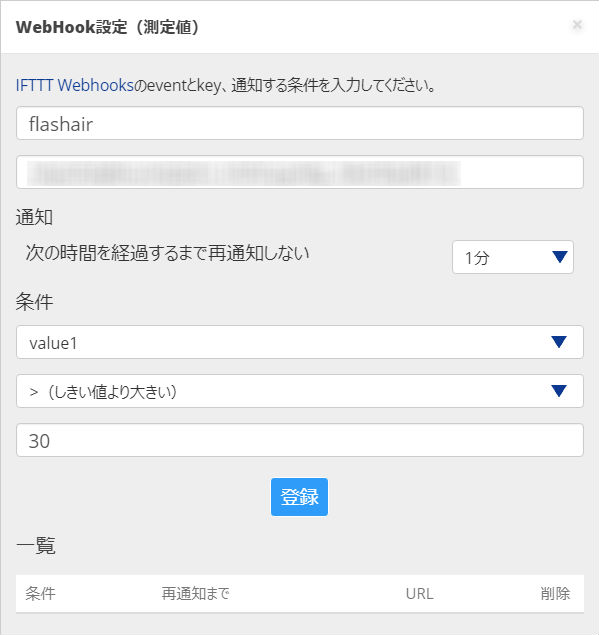 WebHook設定（測定値）
×
IFTTT Webhooksのeventとkey、通知する条件を入力してください。
flashair
通知
次の時間を経過するまで再通知しない
1分
条件
value1
>（しきい値より大きい）
30
登録
一覧
条件 再通知まで URL 削除